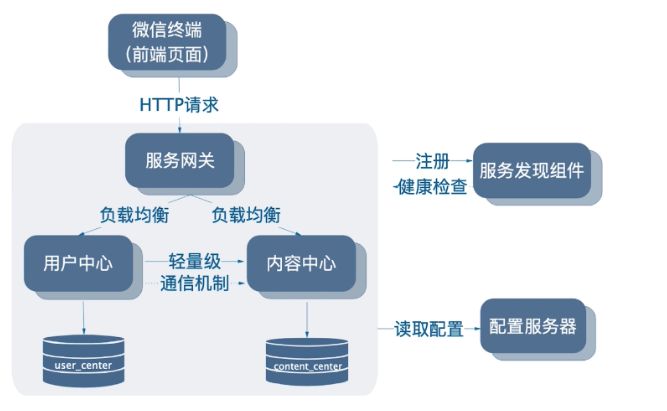 微信终端
（前端页面）
HTTP请求
服务网关
注册
健康检查
服务发现组件
负载均衡
负载均衡
用户中心
轻量级
通信机制
内容中心
读取配置
配置服务器
user_center
content_center